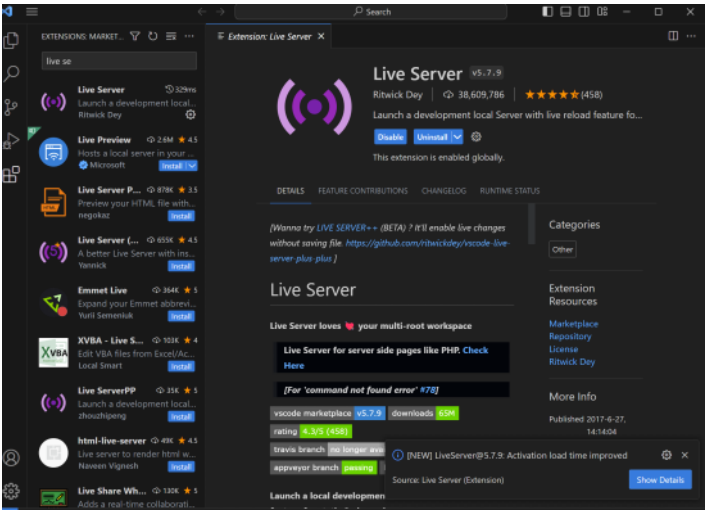 Search
EXTENSIONS: MARKET...
live se
Live Server 329ms
Launch a development local...
Ritwick Dey
Live Preview 2.6M ★ 4.5
Hosts a local server in your ...
Microsoft Install
Live Server P... 878K ★ 3.5
Preview your HTML file with...
negokaz Install
Live Server (... 655K ★ 4.5
A better Live Server with ins...
Yannick Install
Emmet Live 364K ★ 5
Expand your Emmet abbrevi...
Yurii Semeniuk Install
XVBA
XVBA - Live S... 103K ★ 4
Edit VBA files from Excel/Ac...
Local Smart Install
Live ServerPP 35K ★ 5
Launch a development local...
zhouzhipeng Install
html-live-server 49K ★ 4.5
Live server to render html w...
Naveen Vignesh Install
Live Share Wh... 130K ★ 5
Adds a real-time collaborati...
Extension: Live Server
Live Server v5.7.9
Ritwick Dey | 38,609,786 | ★★★★★(458)
Launch a development local Server with live reload feature fo...
Disable Uninstall
This extension is enabled globally.
DETAILS FEATURE CONTRIBUTIONS CHANGELOG RUNTIME STATUS
[Wanna try LIVE SERVER++ (BETA) ? It'll enable live changes
without saving file. https://github.com/ritwickdey/vscode-live-
server-plus-plus ]
Live Server
Live Server loves your multi-root workspace
Live Server for server side pages like PHP. Check
Here
[For 'command not found error' #78]
vscode marketplace v5.7.9 downloads 65M
rating 4.3/5 (458)
travis branch no longer ava
appveyor branch passing
Launch a local developmen
Categories
Other
Extension
Resources
Marketplace
Repository
License
Ritwick Dey
More Info
Published 2017-6-27,
14:14:04
[NEW] LiveServer@5.7.9: Activation load time improved
Source: Live Server (Extension) Show Details